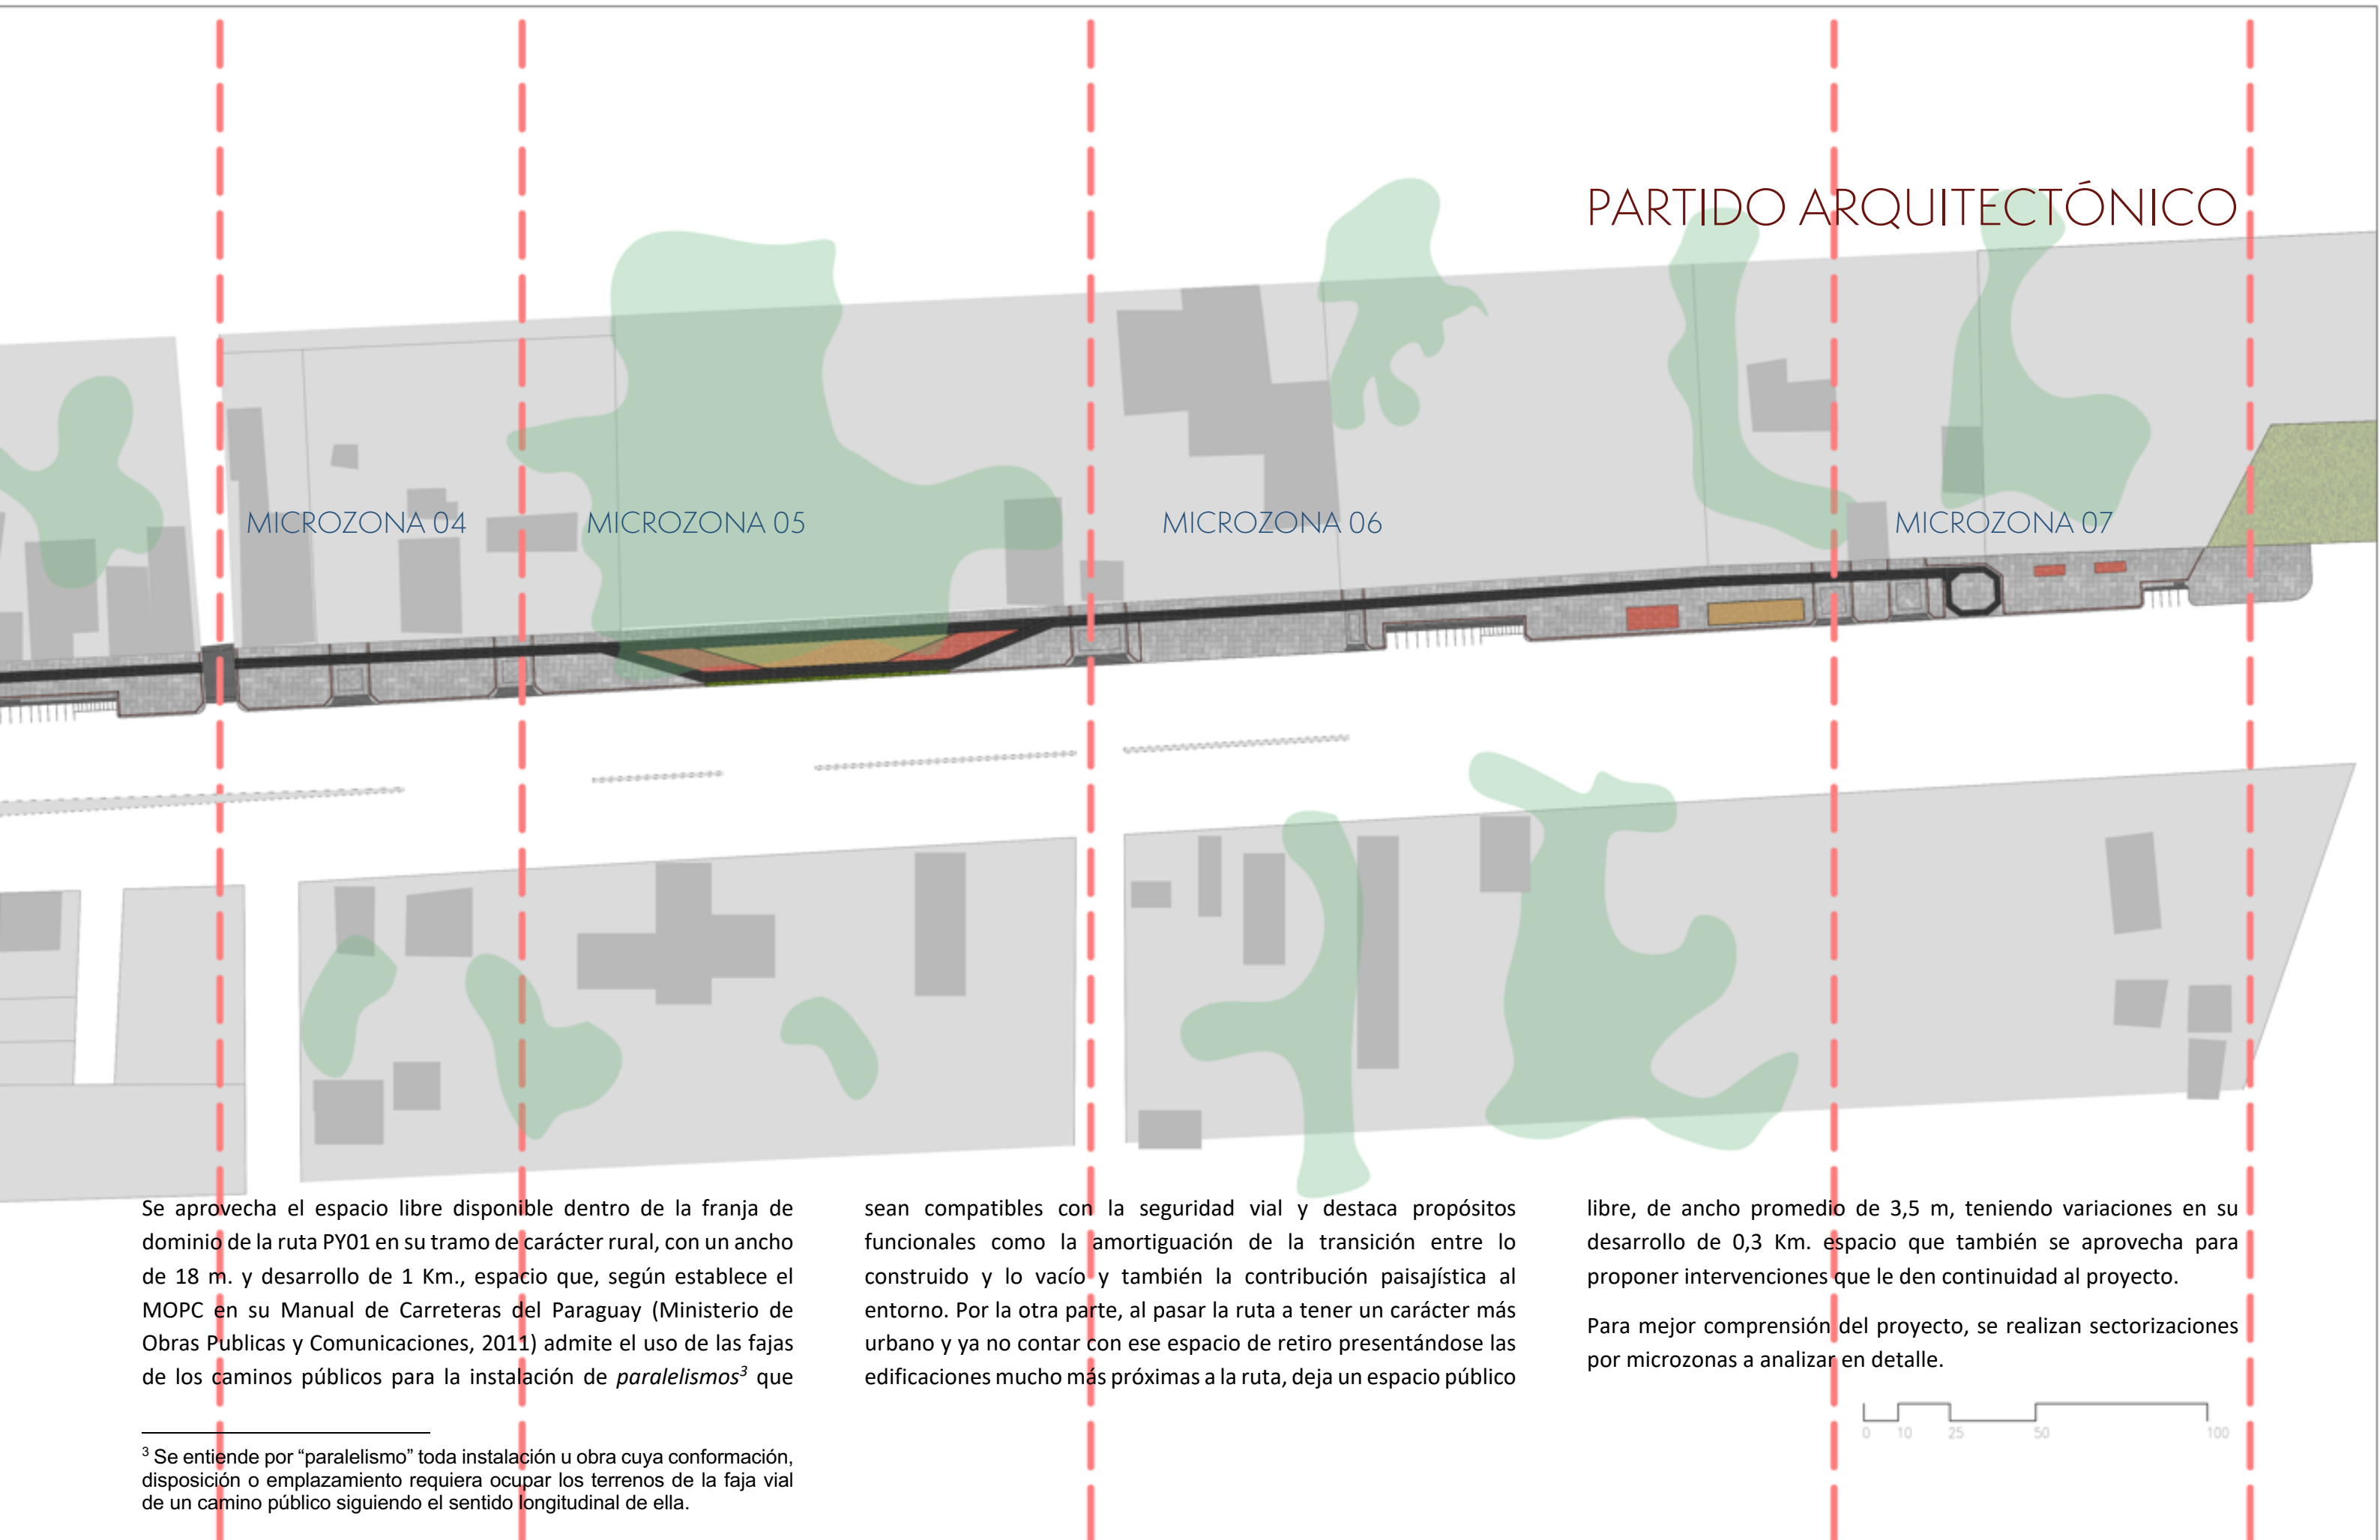 PARTIDO ARQUITECTÓNICO
MICROZONA 04
MICROZONA 05
MICROZONA 06
MICROZONA 07
Se aprovecha el espacio libre disponible dentro de la franja de
dominio de la ruta PY01 en su tramo de carácter rural, con un ancho
de 18 m. y desarrollo de 1 Km., espacio que, según establece el
MOPC en su Manual de Carreteras del Paraguay (Ministerio de
Obras Publicas y Comunicaciones, 2011) admite el uso de las fajas
de los caminos públicos para la instalación de paralelismos³ que
sean compatibles con la seguridad vial y destaca propósitos
funcionales como la amortiguación de la transición entre lo
construido y lo vacío y también la contribución paisajística al
entorno. Por la otra parte, al pasar la ruta a tener un carácter más
urbano y ya no contar con ese espacio de retiro presentándose las
edificaciones mucho más próximas a la ruta, deja un espacio público
libre, de ancho promedio de 3,5 m, teniendo variaciones en su
desarrollo de 0,3 Km. espacio que también se aprovecha para
proponer intervenciones que le den continuidad al proyecto.
Para mejor comprensión del proyecto, se realizan sectorizaciones
por microzonas a analizar en detalle.
0 10 25 50 100
³ Se entiende por “paralelismo” toda instalación u obra cuya conformación,
disposición o emplazamiento requiera ocupar los terrenos de la faja vial
de un camino público siguiendo el sentido longitudinal de ella.